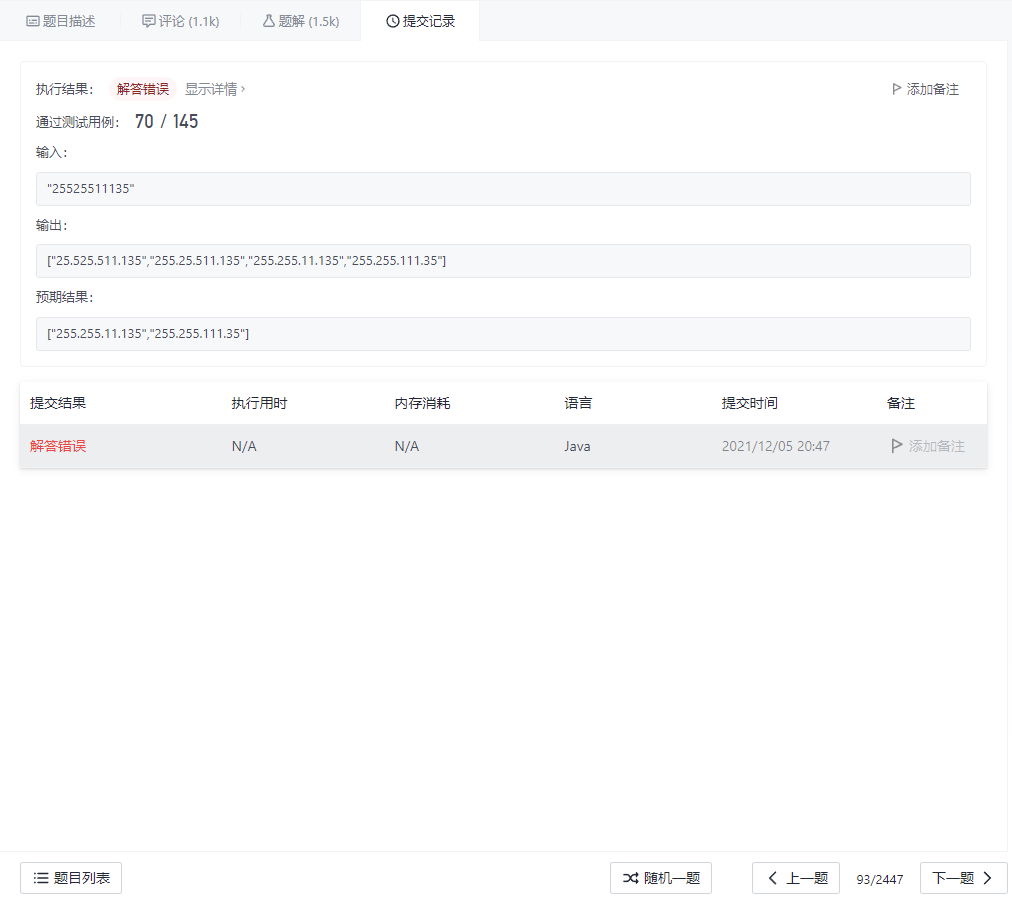 题目描述 评论 (1.1k) 题解 (1.5k) 提交记录
执行结果： 解答错误 显示详情 › 添加备注
通过测试用例： 70 / 145
输入：
"25525511135"
输出：
["25.525.511.135","255.25.511.135","255.255.11.135","255.255.111.35"]
预期结果：
["255.255.11.135","255.255.111.35"]
提交结果 执行用时 内存消耗 语言 提交时间 备注
解答错误 N/A N/A Java 2021/12/05 20:47 添加备注
题目列表 随机一题 上一题 93/2447 下一题